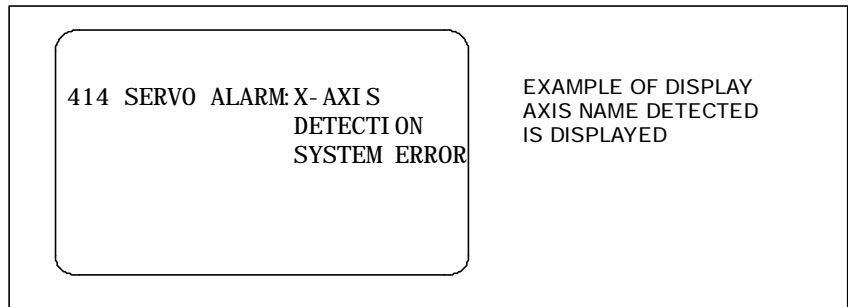 414 SERVO ALARM:X-AXIS
DETECTION
SYSTEM ERROR
EXAMPLE OF DISPLAY
AXIS NAME DETECTED
IS DISPLAYED